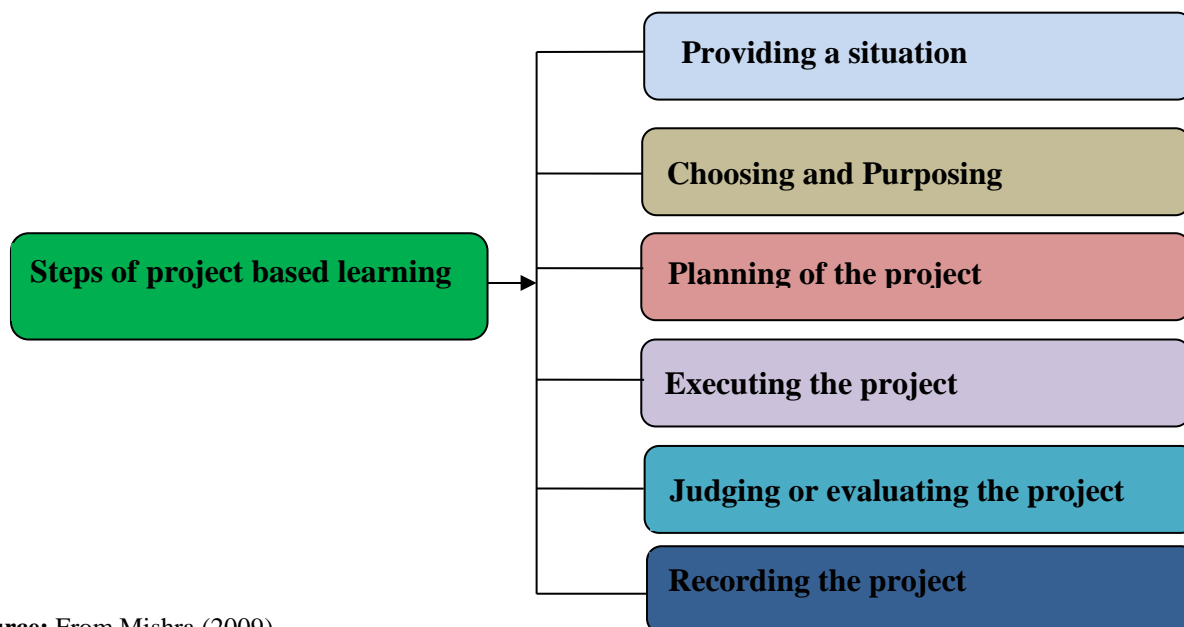 Providing a situation
Choosing and Purposing
Steps of project based learning
Planning of the project
Executing the project
Judging or evaluating the project
Recording the project
urce: From Mishra (2009)